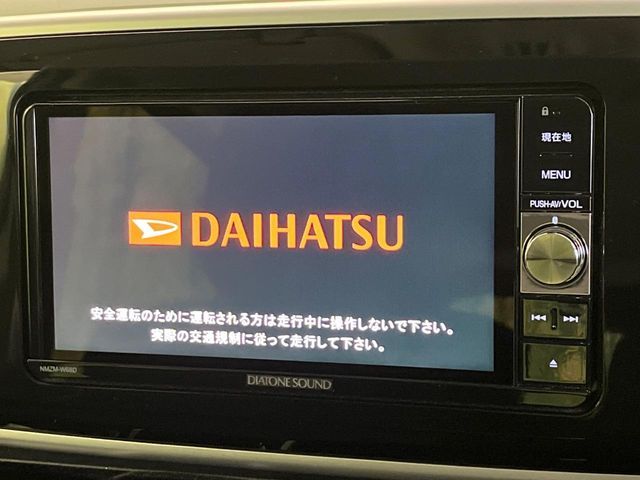 現在地
MENU
PUSH-AV/VOL
DAIHATSU
安全運転のために運転される方は走行中に操作しないで下さい。
実際の交通規制に従って走行して下さい。
NMZM-W68D
DIATONE SOUND